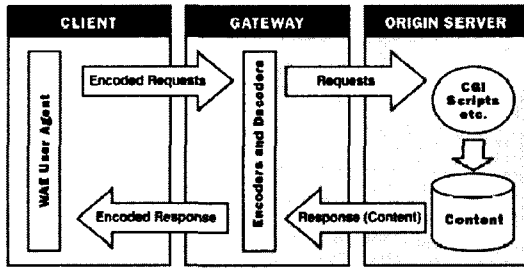 CLIENT
GATEWAY
ORIGIN SERVER
WAE User Agent
Encoded Requests
Encoders and Decoders
Requests
CGI
Scripts
etc.
Encoded Response
Response (Content)
Content